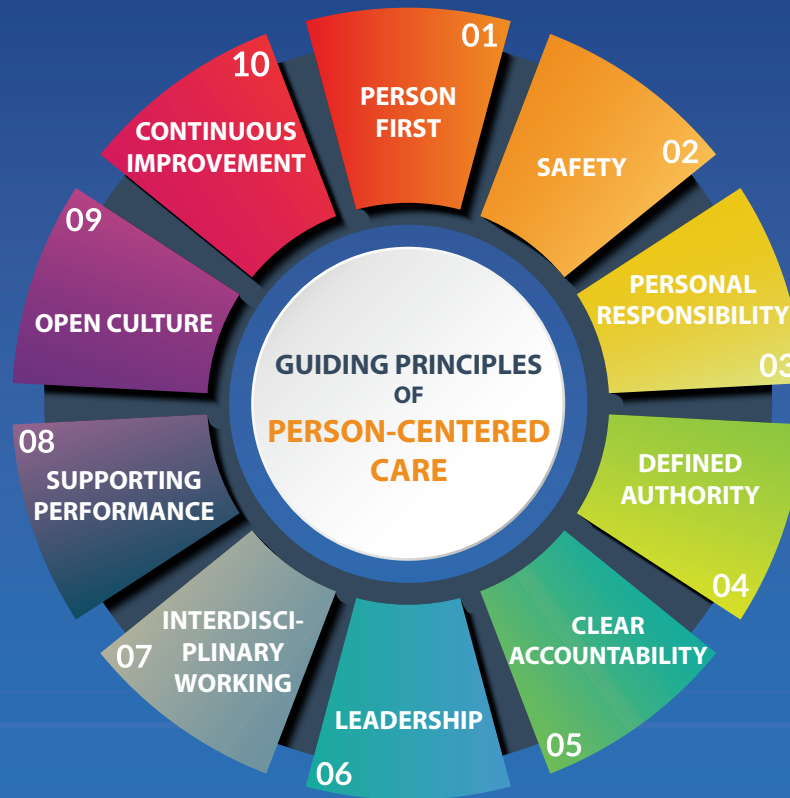 GUIDING PRINCIPLES
OF
PERSON-CENTERED
CARE
01
PERSON
FIRST
02
SAFETY
PERSONAL
RESPONSIBILITY
03
DEFINED
AUTHORITY
04
CLEAR
ACCOUNTABILITY
05
LEADERSHIP
06
INTERDISCI-
PLINARY
WORKING
07
08
SUPPORTING
PERFORMANCE
09
OPEN CULTURE
10
CONTINUOUS
IMPROVEMENT